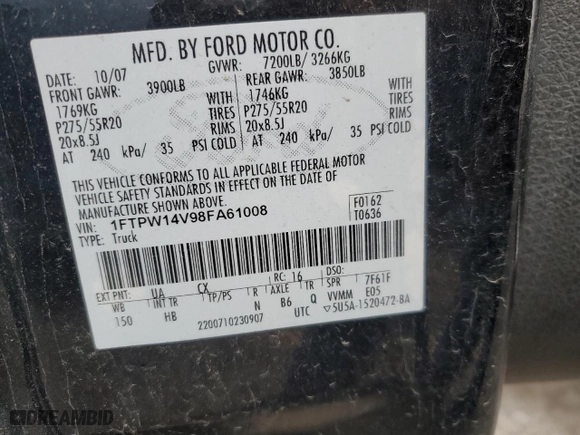 MFD. BY FORD MOTOR CO.
DATE: 10/07 GVWR: 7200LB/ 3266KG
FRONT GAWR: 3900LB REAR GAWR: 3850LB
1769KG WITH 1746KG WITH
P275/55R20 TIRES P275/55R20 TIRES
20x8.5J RIMS 20x8.5J RIMS
AT 240 kPa/ 35 PSI COLD AT 240 kPa/ 35 PSI COLD
THIS VEHICLE CONFORMS TO ALL APPLICABLE FEDERAL MOTOR
VEHICLE SAFETY STANDARDS IN EFFECT ON THE DATE OF
MANUFACTURE SHOWN ABOVE.
VIN: 1FTPW14V98FA61008 F0162
TYPE: Truck T0636
EXT PNT: UA CX RC: 16 DSO:
WB INT TR TP/PS R AXLE TR SPR 7F61F
150 HB N B6 Q VVMM E05
2200710230907 UTC ▽5U5A-1520472-BA
DREAMBID